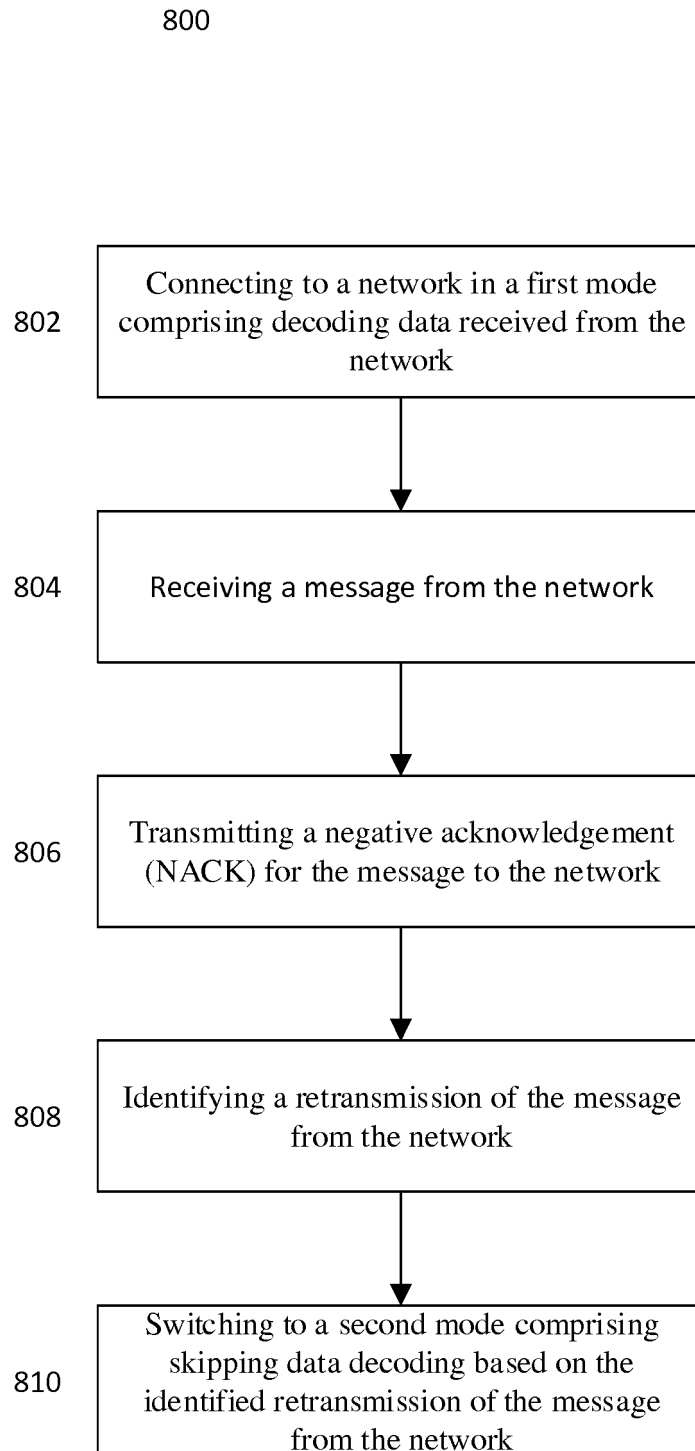 800
802
Connecting to a network in a first mode
comprising decoding data received from the
network
804
Receiving a message from the network
806
Transmitting a negative acknowledgement
(NACK) for the message to the network
808
Identifying a retransmission of the message
from the network
810
Switching to a second mode comprising
skipping data decoding based on the
identified retransmission of the message
from the network